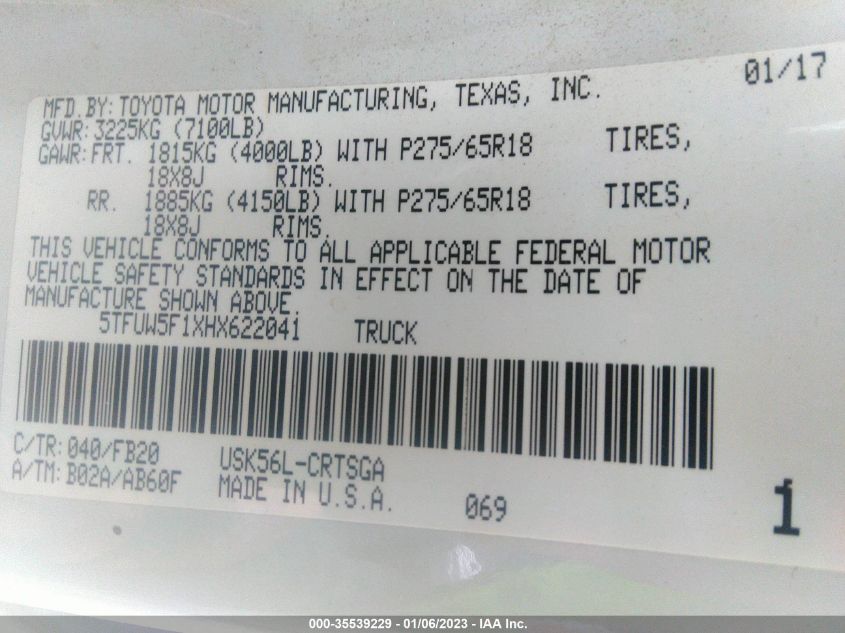 01/17
MFD.BY: TOYOTA MOTOR MANUFACTURING, TEXAS, INC.
GVWR: 3225KG (7100LB)
GAWR: FRT. 1815KG (4000LB) WITH P275/65R18 TIRES,
18X8J RIMS.
RR. 1885KG (4150LB) WITH P275/65R18 TIRES,
18X8J RIMS.
THIS VEHICLE CONFORMS TO ALL APPLICABLE FEDERAL MOTOR
VEHICLE SAFETY STANDARDS IN EFFECT ON THE DATE OF
MANUFACTURE SHOWN ABOVE.
5TFUW5F1XHX622041 TRUCK
C/TR: 040/FB20 USK56L-CRTSGA
A/TM: B02A/AB60F MADE IN U.S.A. 069
1
000-35539229 - 01/06/2023 - IAA Inc.